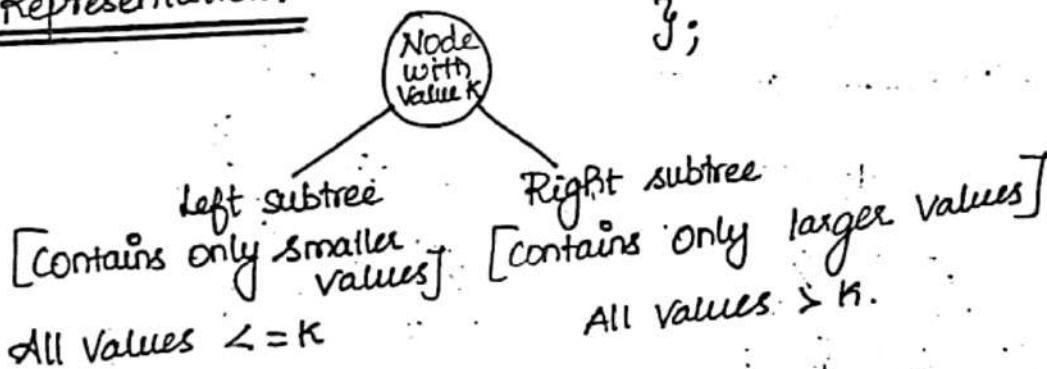 Representation:
};
Node
with
Value K
Left subtree
Right subtree
[Contains only smaller
values]
[contains only larger values]
All values <=K
All values > K.